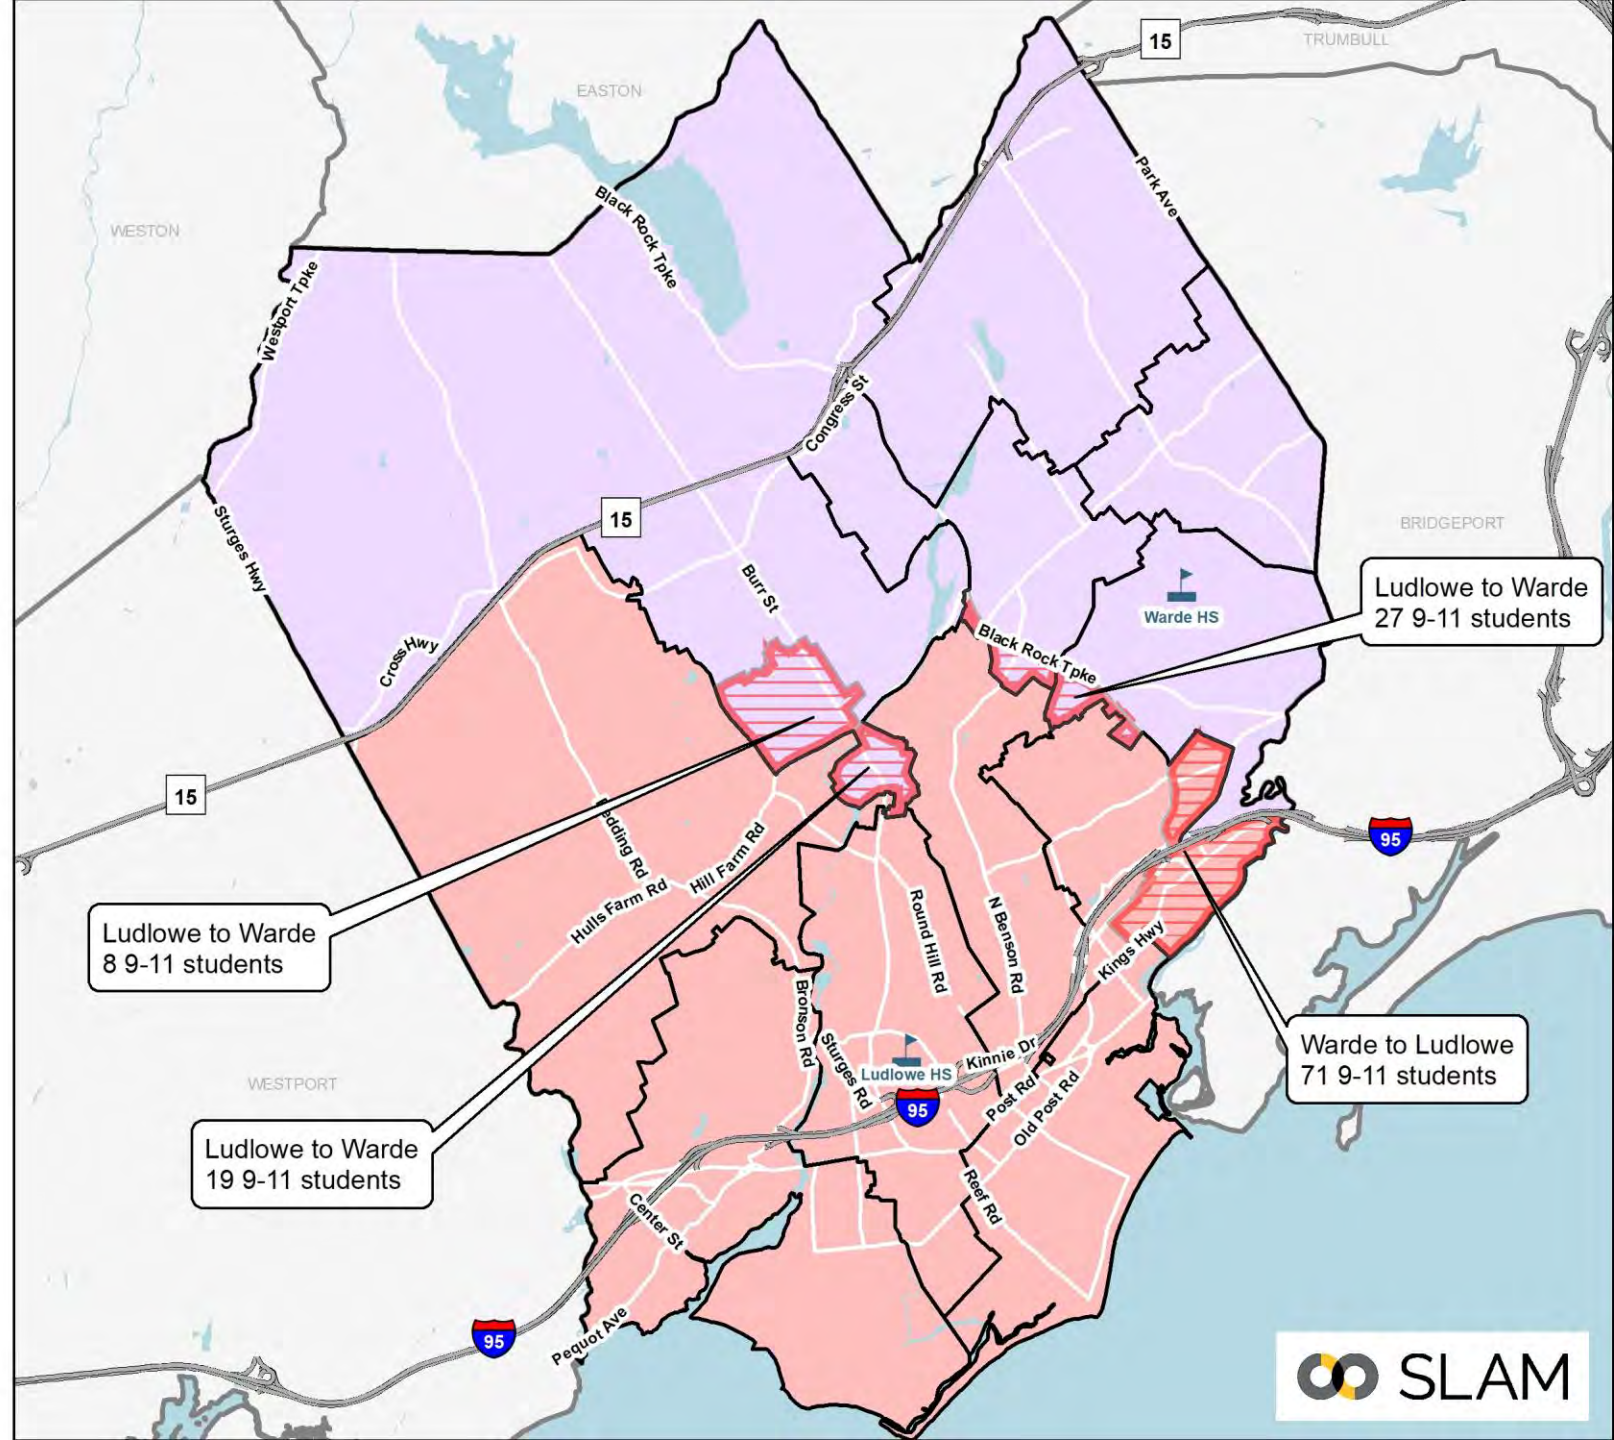 15
TRUMBULL
EASTON
Park Ave
Black Rock Tpke
WESTON
Westport Tpke
Congress St
15
BRIDGEPORT
Sturges Hwy
Burr St
Ludlowe to Warde
27 9-11 students
Warde HS
Black Rock Tpke
Cross Hwy
15
95
Redding Rd
Hill Farm Rd
Hulls Farm Rd
Round Hill Rd
N Benson Rd
Kings Hwy
Ludlowe to Warde
8 9-11 students
Bronson Rd
Sturges Rd
Kinnie Dr
Ludlowe HS
Warde to Ludlowe
71 9-11 students
WESTPORT
95
Post Rd
Old Post Rd
Ludlowe to Warde
19 9-11 students
Reef Rd
Center St
95
Pequot Ave
SLAM